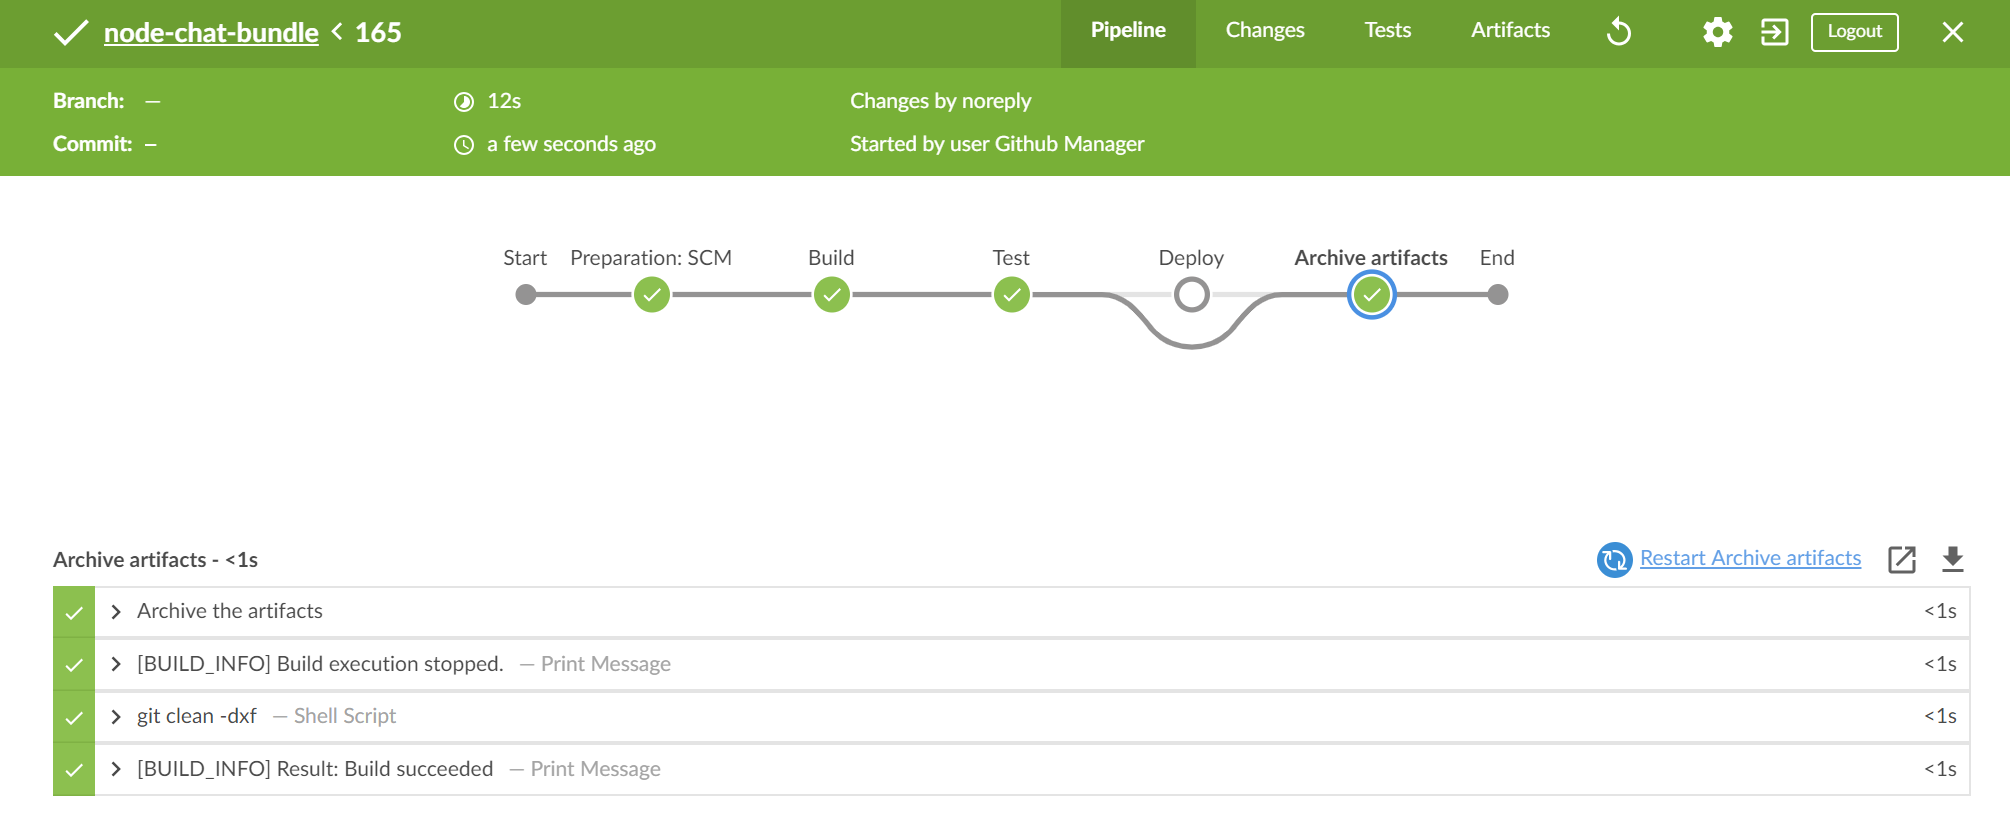 node-chat-bundle < 165
Pipeline Changes Tests Artifacts Logout
Branch: — 12s Changes by noreply
Commit: – a few seconds ago Started by user Github Manager
Start Preparation: SCM Build Test Deploy Archive artifacts End
Archive artifacts - <1s Restart Archive artifacts
Archive the artifacts <1s
[BUILD_INFO] Build execution stopped. — Print Message <1s
git clean -dxf — Shell Script <1s
[BUILD_INFO] Result: Build succeeded — Print Message <1s